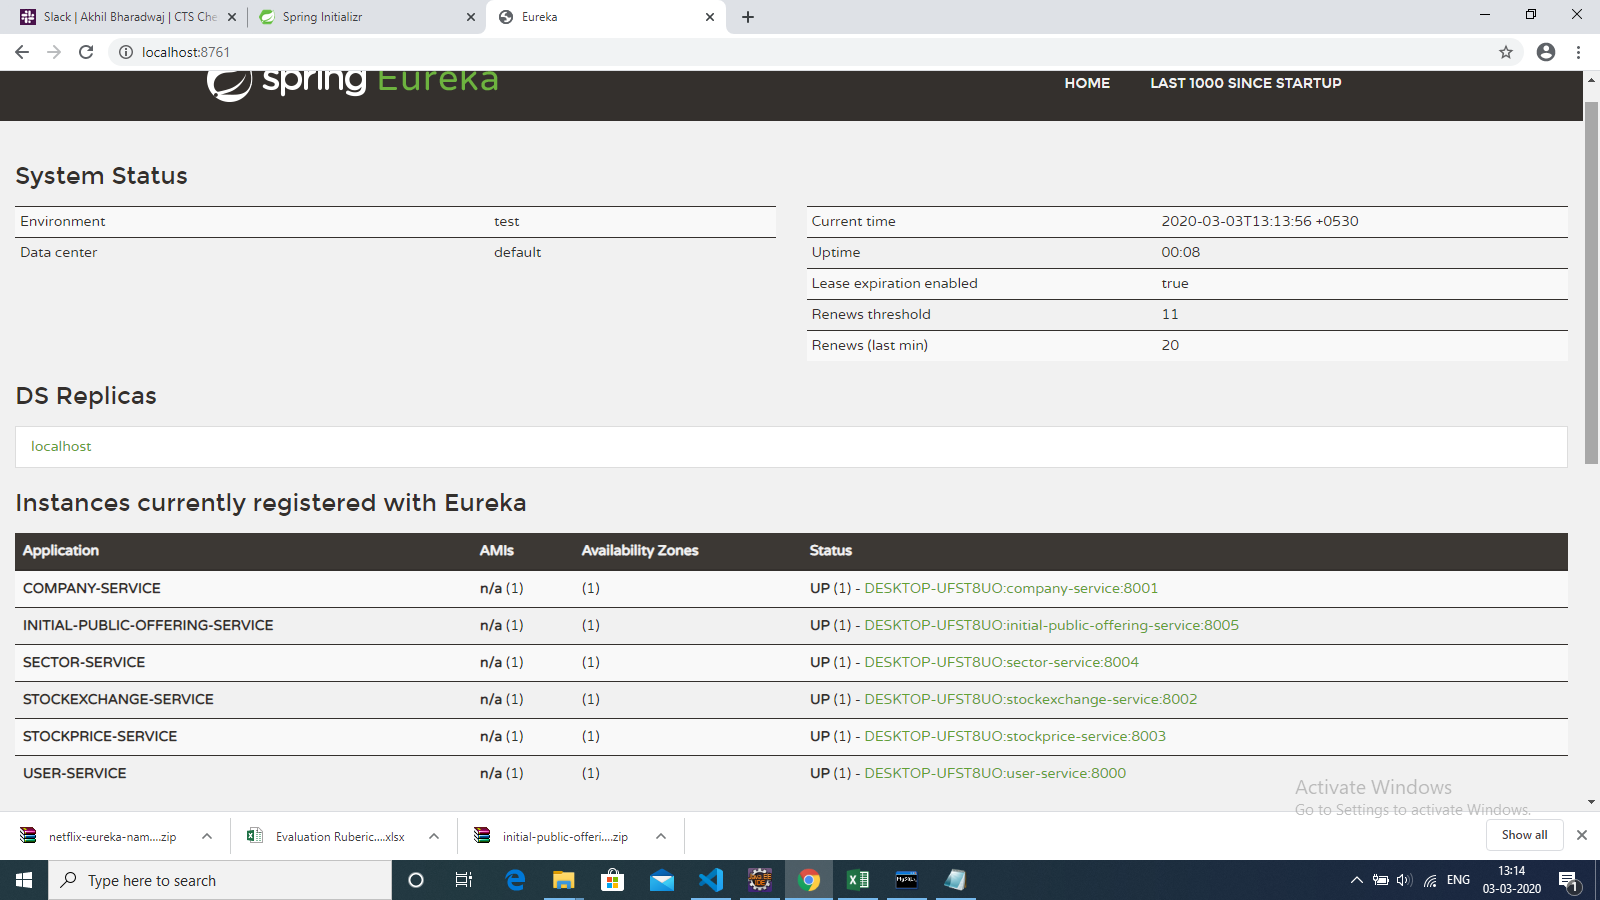 Slack | Akhil Bharadwaj | CTS Che
Spring Initializr
Eureka
localhost:8761
spring Eureka
HOME LAST 1000 SINCE STARTUP
System Status
Environment test
Data center default
Current time 2020-03-03T13:13:56 +0530
Uptime 00:08
Lease expiration enabled true
Renews threshold 11
Renews (last min) 20
DS Replicas
localhost
Instances currently registered with Eureka
Application AMIs Availability Zones Status
COMPANY-SERVICE n/a (1) (1) UP (1) - DESKTOP-UFST8UO:company-service:8001
INITIAL-PUBLIC-OFFERING-SERVICE n/a (1) (1) UP (1) - DESKTOP-UFST8UO:initial-public-offering-service:8005
SECTOR-SERVICE n/a (1) (1) UP (1) - DESKTOP-UFST8UO:sector-service:8004
STOCKEXCHANGE-SERVICE n/a (1) (1) UP (1) - DESKTOP-UFST8UO:stockexchange-service:8002
STOCKPRICE-SERVICE n/a (1) (1) UP (1) - DESKTOP-UFST8UO:stockprice-service:8003
USER-SERVICE n/a (1) (1) UP (1) - DESKTOP-UFST8UO:user-service:8000
Activate Windows
Go to Settings to activate Windows.
netflix-eureka-nam....zip
Evaluation Ruberic....xlsx
initial-public-offeri....zip
Show all
Type here to search
ENG
13:14
03-03-2020
1